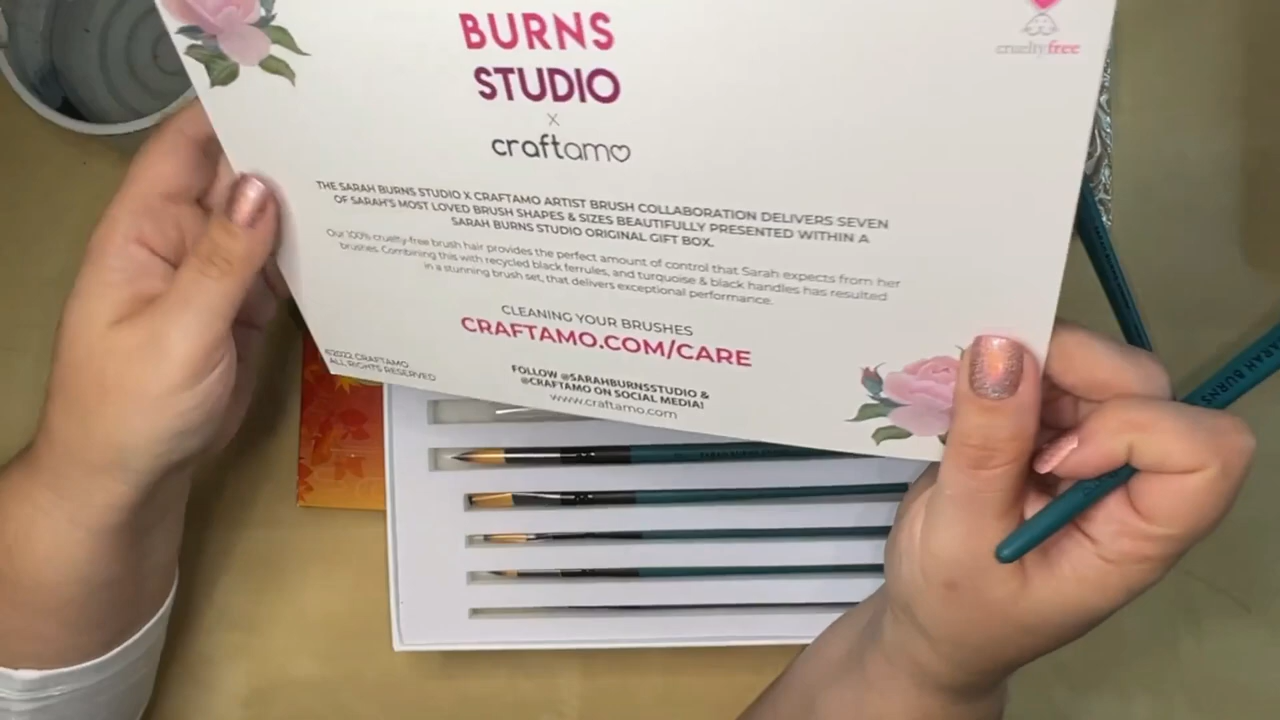 BURNS
STUDIO
X
craftamo
crueltyfree
THE SARAH BURNS STUDIO X CRAFTAMO ARTIST BRUSH COLLABORATION DELIVERS SEVEN
OF SARAH'S MOST LOVED BRUSH SHAPES & SIZES BEAUTIFULLY PRESENTED WITHIN A
SARAH BURNS STUDIO ORIGINAL GIFT BOX.
Our 100% cruelty-free brush hair provides the perfect amount of control that Sarah expects from her
brushes. Combining this with recycled black ferrules, and turquoise & black handles has resulted
in a stunning brush set, that delivers exceptional performance.
CLEANING YOUR BRUSHES
CRAFTAMO.COM/CARE
©2022 CRAFTAMO
ALL RIGHTS RESERVED
FOLLOW @SARAHBURNSSTUDIO &
@CRAFTAMO ON SOCIAL MEDIA!
www.craftamo.com
SARAH BURNS
SARAH BURNS